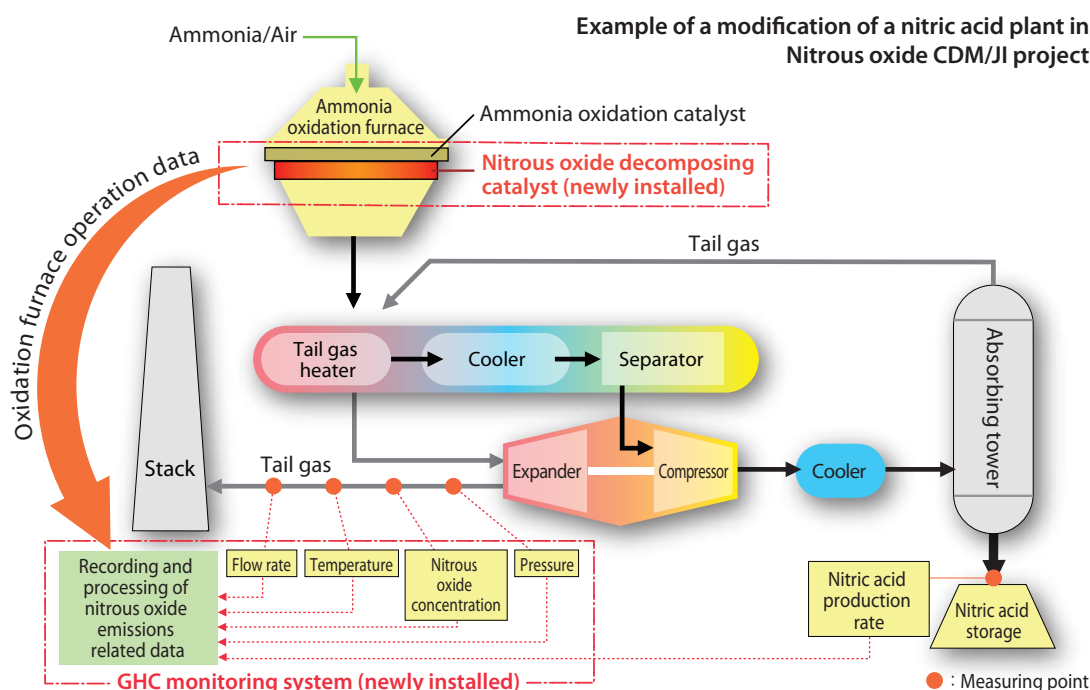 Example of a modification of a nitric acid plant in
Nitrous oxide CDM/JI project
Ammonia/Air
Ammonia
oxidation furnace
Ammonia oxidation catalyst
Nitrous oxide decomposing
catalyst (newly installed)
Oxidation furnace operation data
Tail gas
Tail gas
heater
Cooler
Separator
Absorbing tower
Stack
Tail gas
Expander
Compressor
Cooler
Recording and
processing of
nitrous oxide
emissions
related data
Flow rate
Temperature
Nitrous
oxide
concentration
Pressure
Nitric acid
production
rate
Nitric acid
storage
GHC monitoring system (newly installed)
: Measuring point